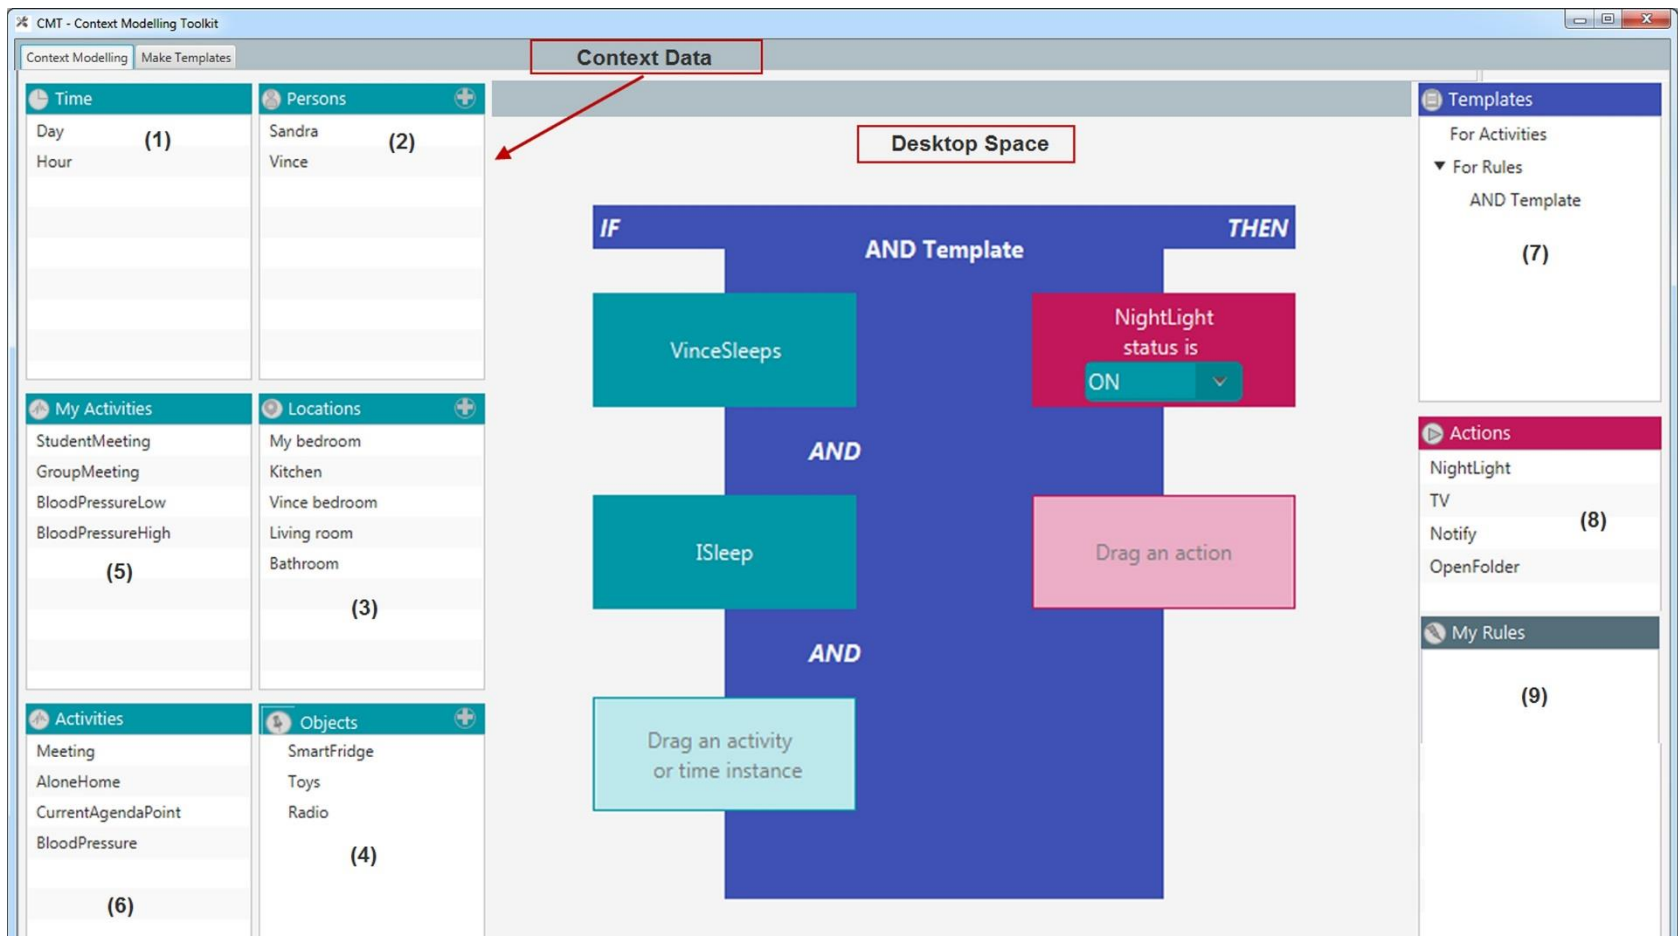 CMT - Context Modelling Toolkit
Context Modelling
Make Templates
Context Data
Time
Day
Hour
(1)
Persons
Sandra
Vince
(2)
My Activities
StudentMeeting
GroupMeeting
BloodPressureLow
BloodPressureHigh
(5)
Locations
My bedroom
Kitchen
Vince bedroom
Living room
Bathroom
(3)
Activities
Meeting
AloneHome
CurrentAgendaPoint
BloodPressure
(6)
Objects
SmartFridge
Toys
Radio
(4)
Desktop Space
IF
THEN
AND Template
VinceSleeps
NightLight
status is
ON
AND
ISleep
Drag an action
AND
Drag an activity
or time instance
Templates
For Activities
For Rules
AND Template
(7)
Actions
NightLight
TV
Notify
OpenFolder
(8)
My Rules
(9)